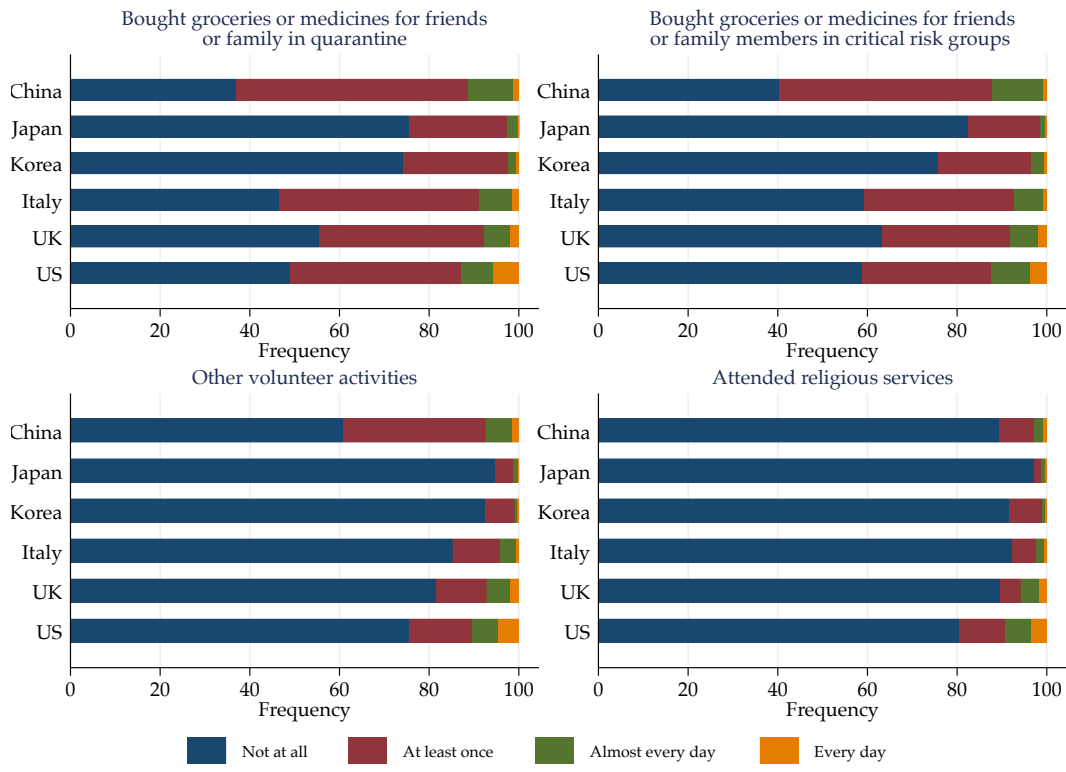 Bought groceries or medicines for friends
or family in quarantine
China
Japan
Korea
Italy
UK
US
0 20 40 60 80 100
Frequency
Bought groceries or medicines for friends
or family members in critical risk groups
China
Japan
Korea
Italy
UK
US
0 20 40 60 80 100
Frequency
Other volunteer activities
China
Japan
Korea
Italy
UK
US
0 20 40 60 80 100
Frequency
Attended religious services
China
Japan
Korea
Italy
UK
US
0 20 40 60 80 100
Frequency
Not at all At least once Almost every day Every day